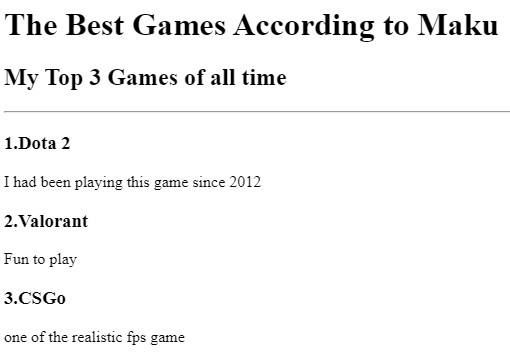 The Best Games According to Maku
My Top 3 Games of all time
1.Dota 2
I had been playing this game since 2012
2.Valorant
Fun to play
3.CSGo
one of the realistic fps game